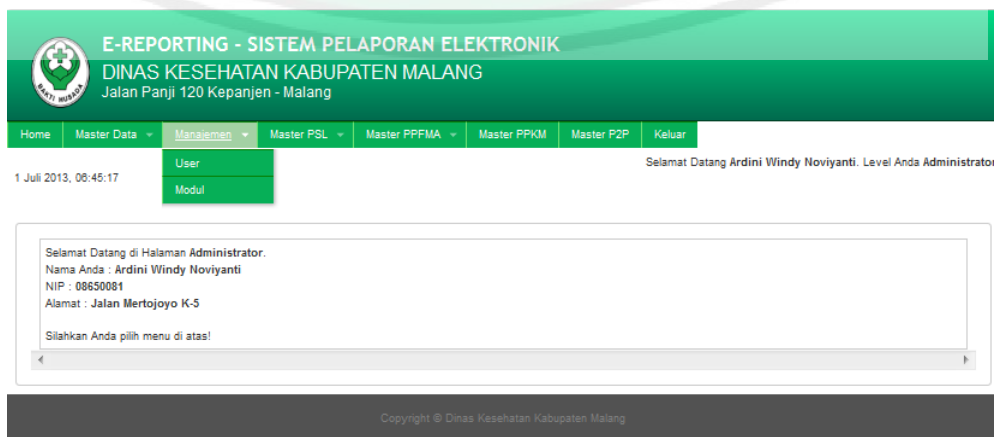 E-REPORTING - SISTEM PELAPORAN ELEKTRONIK
DINAS KESEHATAN KABUPATEN MALANG
Jalan Panji 120 Kepanjen - Malang
BAKTI HUSADA
Home Master Data Manajemen Master PSL Master PPFMA Master PPKM Master P2P Keluar
User
Modul
Selamat Datang Ardini Windy Noviyanti. Level Anda Administrator
1 Juli 2013, 06:45:17
Selamat Datang di Halaman Administrator.
Nama Anda : Ardini Windy Noviyanti
NIP : 08650081
Alamat : Jalan Mertojoyo K-5
Silahkan Anda pilih menu di atas!
Copyright © Dinas Kesehatan Kabupaten Malang